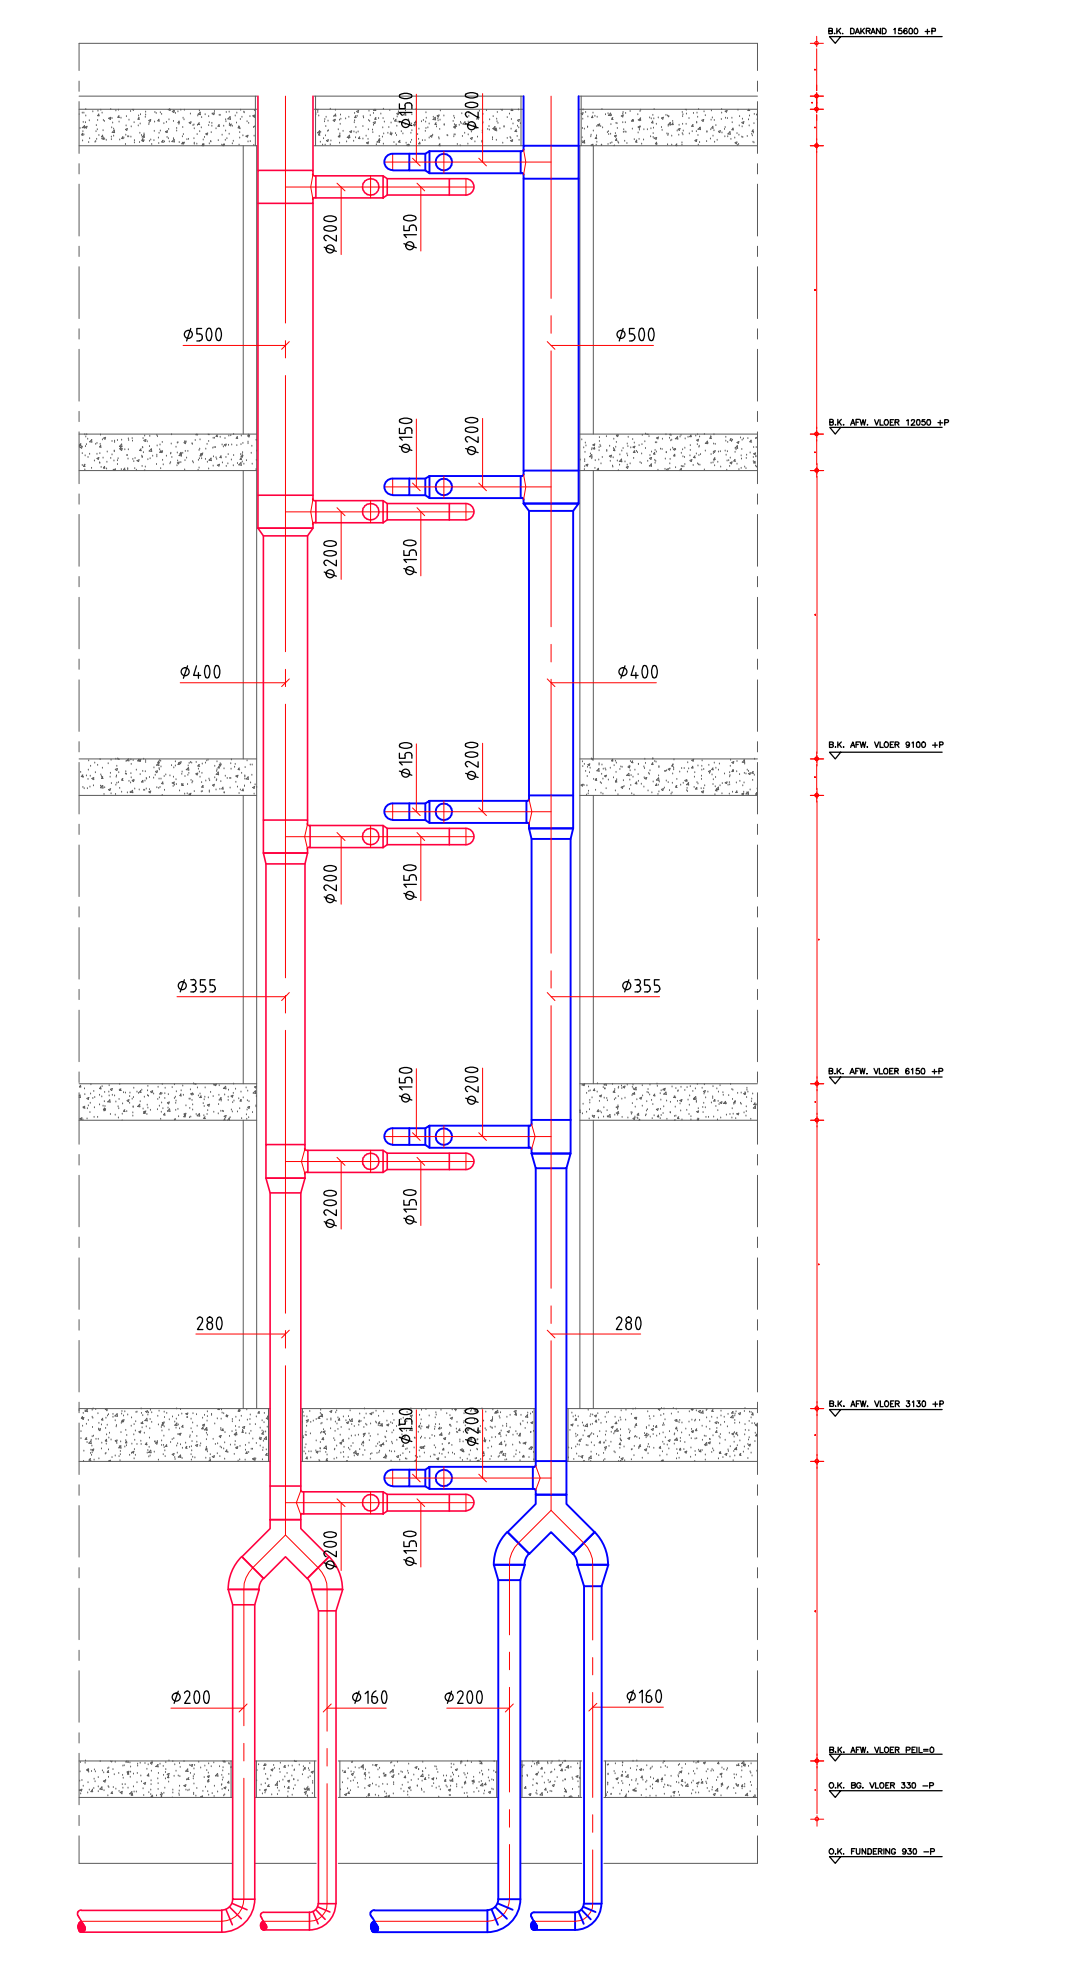 B.K. DAKRAND 15600 +P
ϕ150
ϕ200
ϕ200
ϕ150
ϕ500
ϕ500
B.K. AFW. VLOER 12050 +P
ϕ150
ϕ200
ϕ200
ϕ150
ϕ400
ϕ400
B.K. AFW. VLOER 9100 +P
ϕ150
ϕ200
ϕ200
ϕ150
ϕ355
ϕ355
B.K. AFW. VLOER 6150 +P
ϕ150
ϕ200
ϕ200
ϕ150
280
280
B.K. AFW. VLOER 3130 +P
ϕ150
ϕ200
ϕ200
ϕ150
ϕ200
ϕ160
ϕ200
ϕ160
B.K. AFW. VLOER PEIL=0
O.K. BG. VLOER 330 -P
O.K. FUNDERING 930 -P